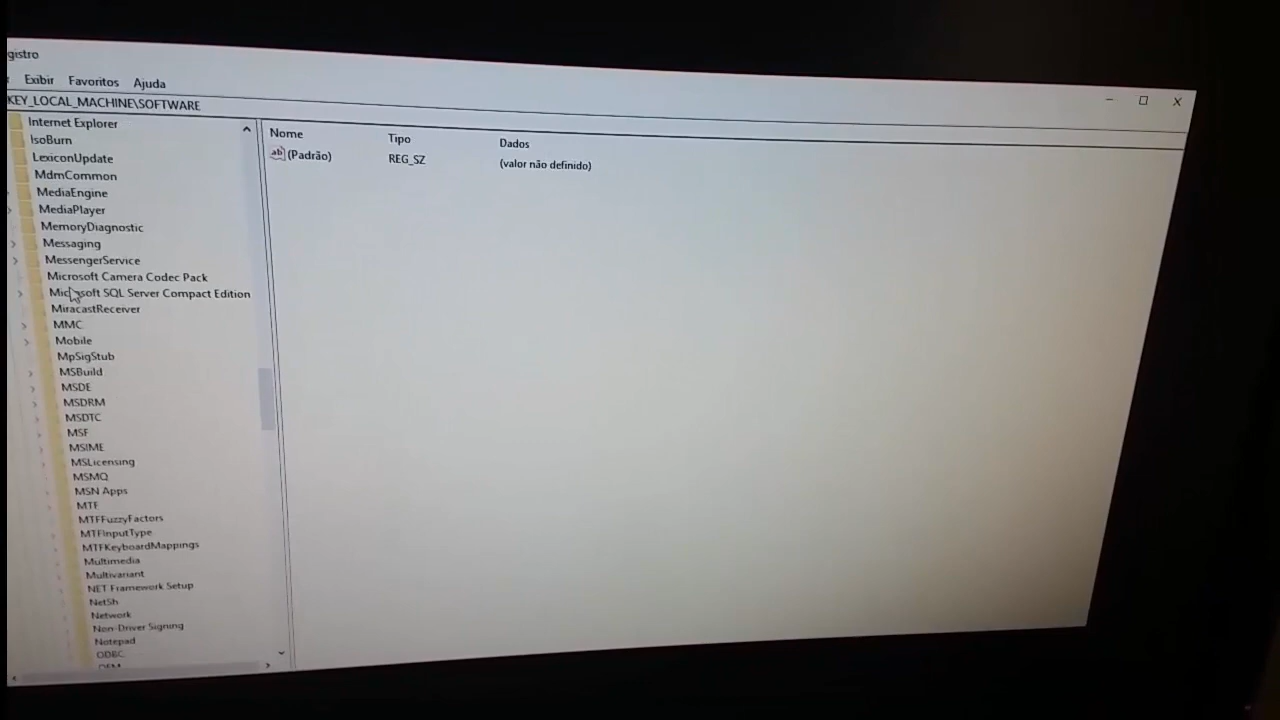 gistro
Exibir Favoritos Ajuda
KEY_LOCAL_MACHINE\SOFTWARE
Internet Explorer
IsoBurn
LexiconUpdate
MdmCommon
MediaEngine
MediaPlayer
MemoryDiagnostic
Messaging
MessengerService
Microsoft Camera Codec Pack
Microsoft SQL Server Compact Edition
MiracastReceiver
MMC
Mobile
MpSigStub
MSBuild
MSDE
MSDRM
MSDTC
MSF
MSIME
MSLicensing
MSMQ
MSN Apps
MTF
MTFFuzzyFactors
MTFInputType
MTFKeyboardMappings
Multimedia
Multivariant
NET Framework Setup
NetSh
Network
Non-Driver Signing
Notepad
ODBC
OEM
Nome Tipo Dados
ab (Padrão) REG_SZ (valor não definido)